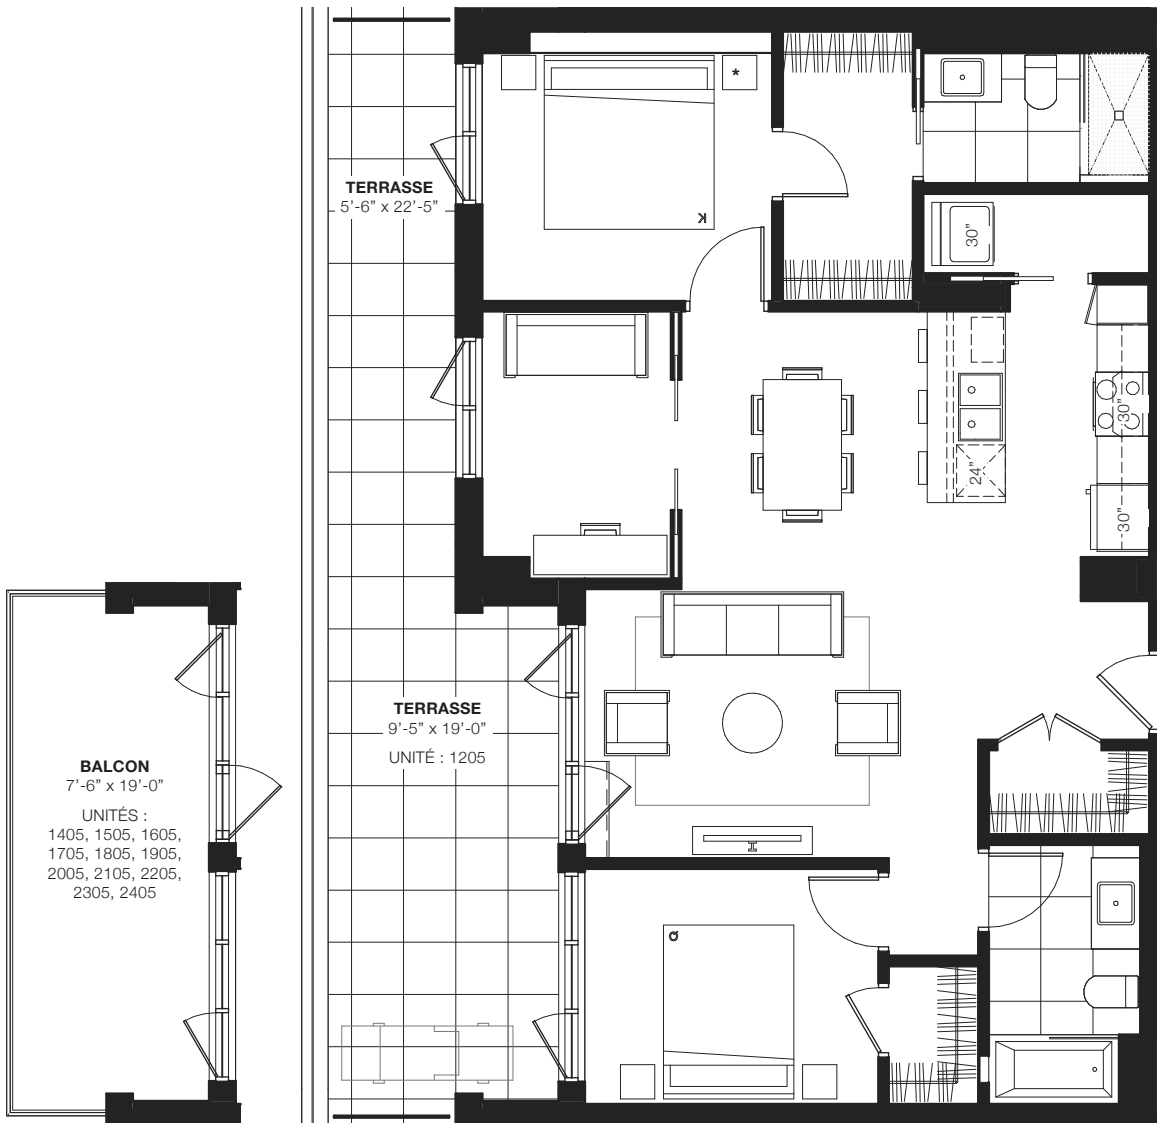 TERRASSE
5'-6” x 22'-5”
*
K
30”
30”
24”
30”
TERRASSE
9'-5” x 19'-0”
UNITÉ : 1205
BALCON
7'-6” x 19'-0”
UNITÉS :
1405, 1505, 1605,
1705, 1805, 1905,
2005, 2105, 2205,
2305, 2405
Q